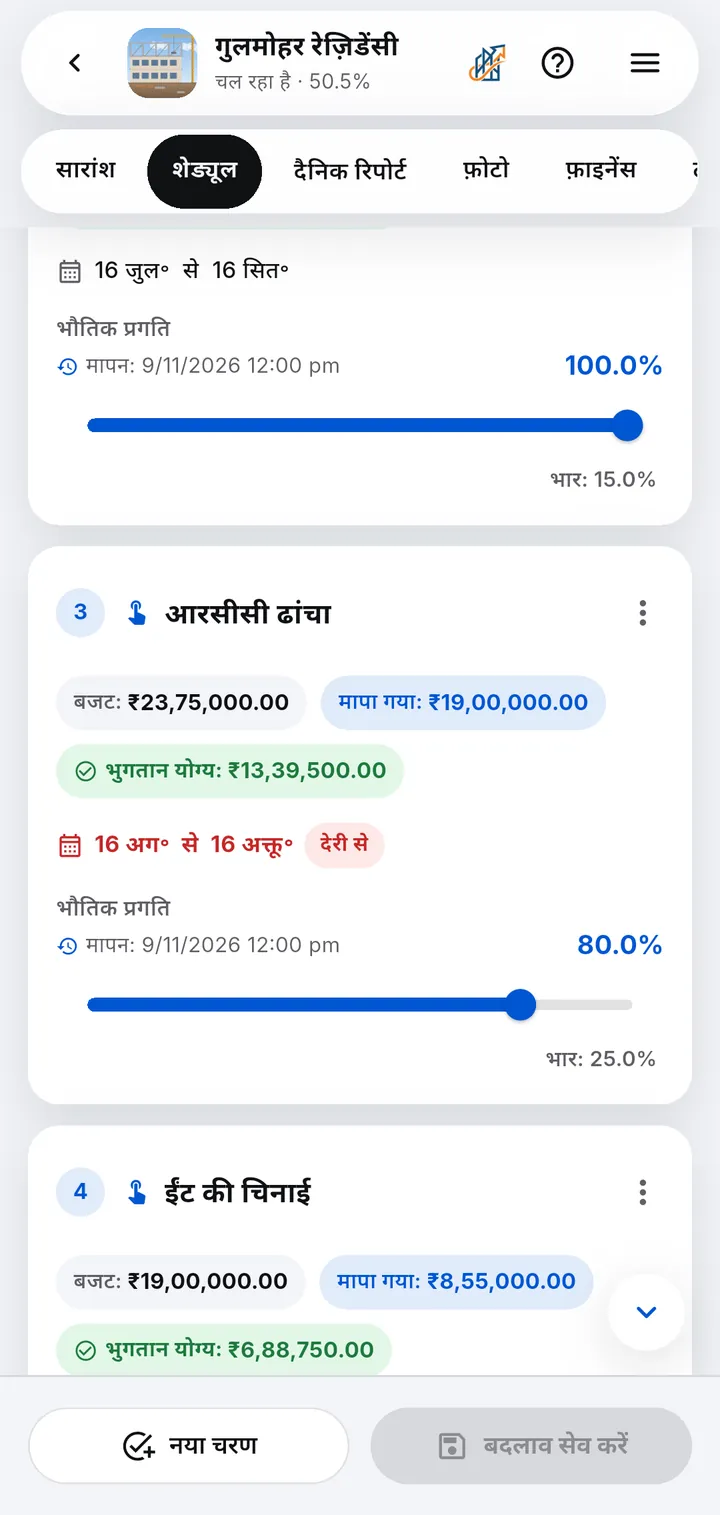 गुलमोहर रेज़िडेंसी
चल रहा है · 50.5%
सारांश शेड्यूल दैनिक रिपोर्ट फ़ोटो फ़ाइनेंस
16 जुल॰ से 16 सित॰
भौतिक प्रगति
मापन: 9/11/2026 12:00 pm 100.0%
भार: 15.0%
3 आरसीसी ढांचा
बजट: ₹23,75,000.00 मापा गया: ₹19,00,000.00
भुगतान योग्य: ₹13,39,500.00
16 अग॰ से 16 अक्तू॰ देरी से
भौतिक प्रगति
मापन: 9/11/2026 12:00 pm 80.0%
भार: 25.0%
4 ईंट की चिनाई
बजट: ₹19,00,000.00 मापा गया: ₹8,55,000.00
भुगतान योग्य: ₹6,88,750.00
नया चरण बदलाव सेव करें